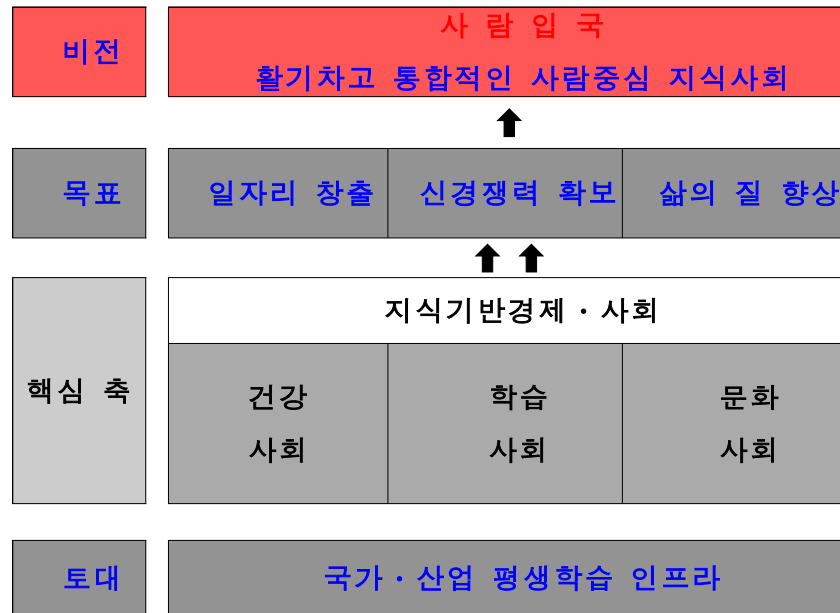 비전
사 람 입 국
활기차고 통합적인 사람중심 지식사회
목표
일자리 창출
신경쟁력 확보
삶의 질 향상
지식기반경제 · 사회
핵심 축
건강
사회
학습
사회
문화
사회
토대
국가 · 산업 평생학습 인프라